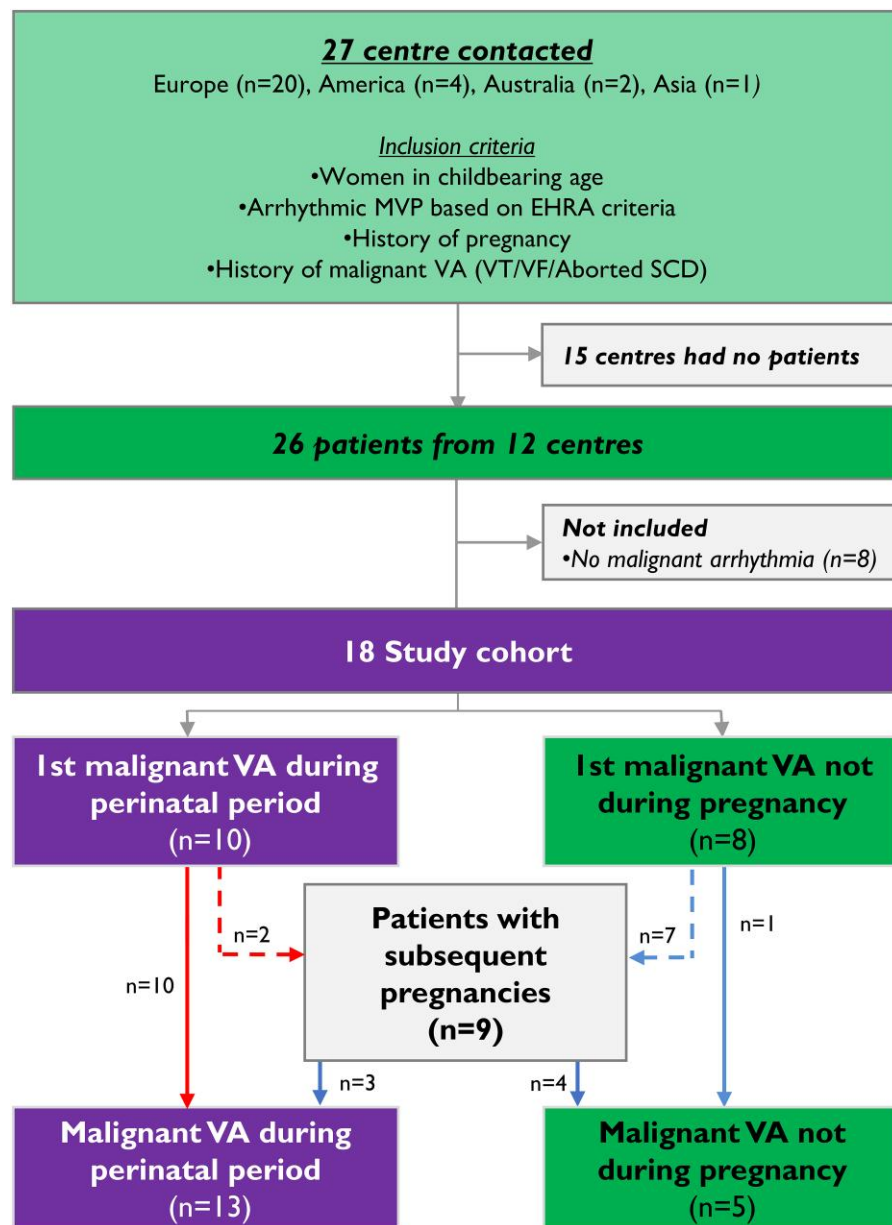 27 centre contacted
Europe (n=20), America (n=4), Australia (n=2), Asia (n=1)
Inclusion criteria
•Women in childbearing age
•Arrhythmic MVP based on EHRA criteria
•History of pregnancy
•History of malignant VA (VT/VF/Aborted SCD)
15 centres had no patients
26 patients from 12 centres
Not included
•No malignant arrhythmia (n=8)
18 Study cohort
1st malignant VA during
perinatal period
(n=10)
1st malignant VA not
during pregnancy
(n=8)
n=2
Patients with
subsequent
pregnancies
(n=9)
n=7
n=1
n=10
n=3
n=4
Malignant VA during
perinatal period
(n=13)
Malignant VA not
during pregnancy
(n=5)